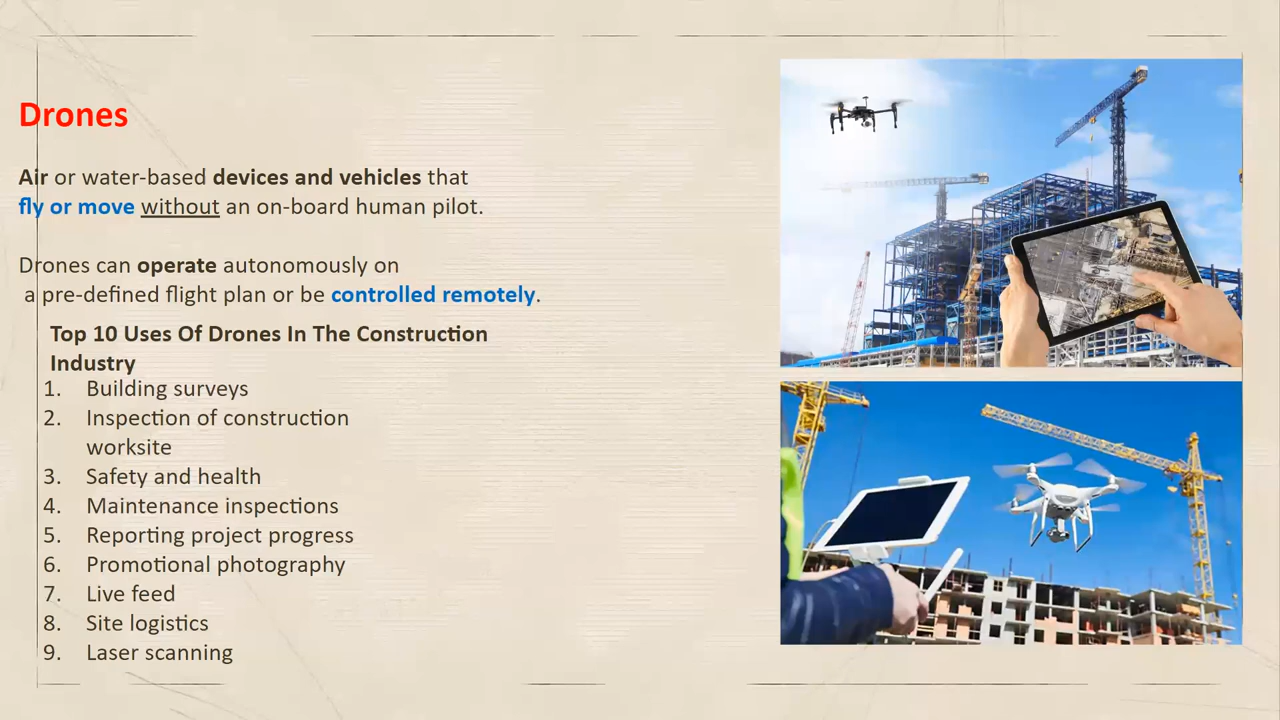 Drones
Air or water-based devices and vehicles that
fly or move without an on-board human pilot.
Drones can operate autonomously on
a pre-defined flight plan or be controlled remotely.
Top 10 Uses Of Drones In The Construction
Industry
1. Building surveys
2. Inspection of construction
worksite
3. Safety and health
4. Maintenance inspections
5. Reporting project progress
6. Promotional photography
7. Live feed
8. Site logistics
9. Laser scanning